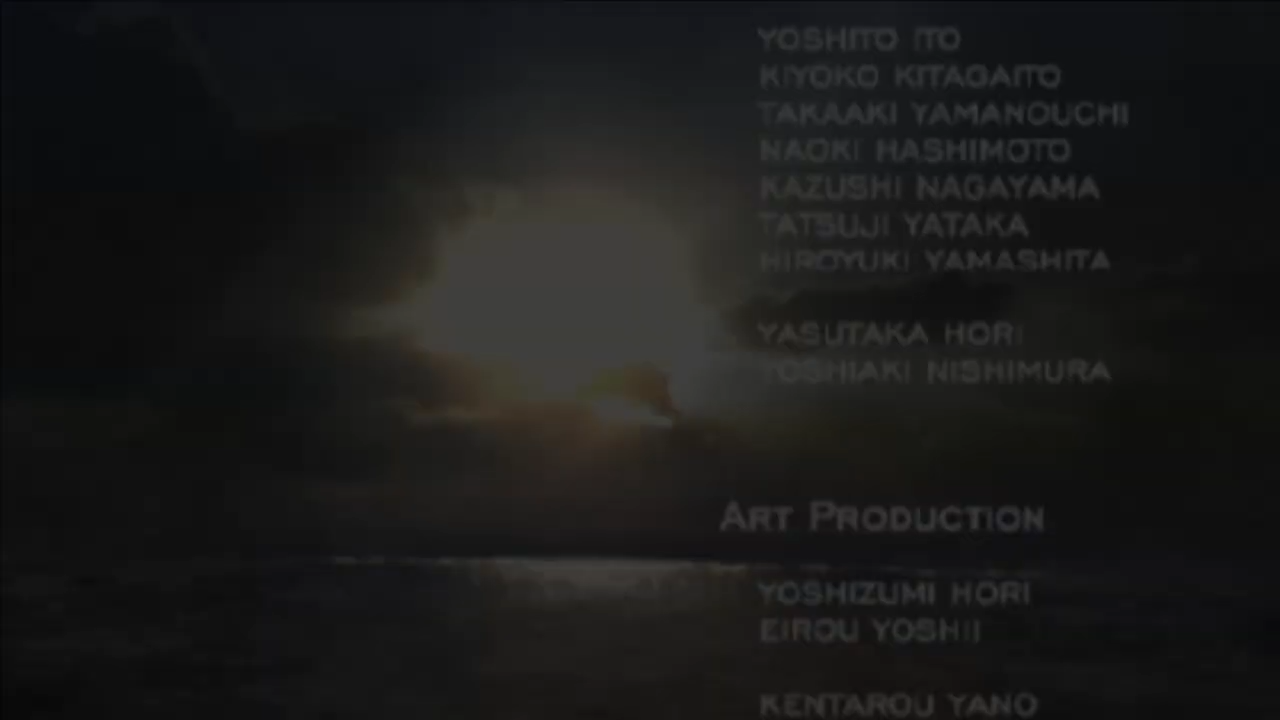 YOSHITO ITO
KIYOKO KITAGAITO
TAKAAKI YAMANOUCHI
NAOKI HASHIMOTO
KAZUSHI NAGAYAMA
TATSUJI YATAKA
HIROYUKI YAMASHITA
YASUTAKA HORI
YOSHIAKI NISHIMURA
ART PRODUCTION
YOSHIZUMI HORI
EIROU YOSHII
KENTAROU YANO